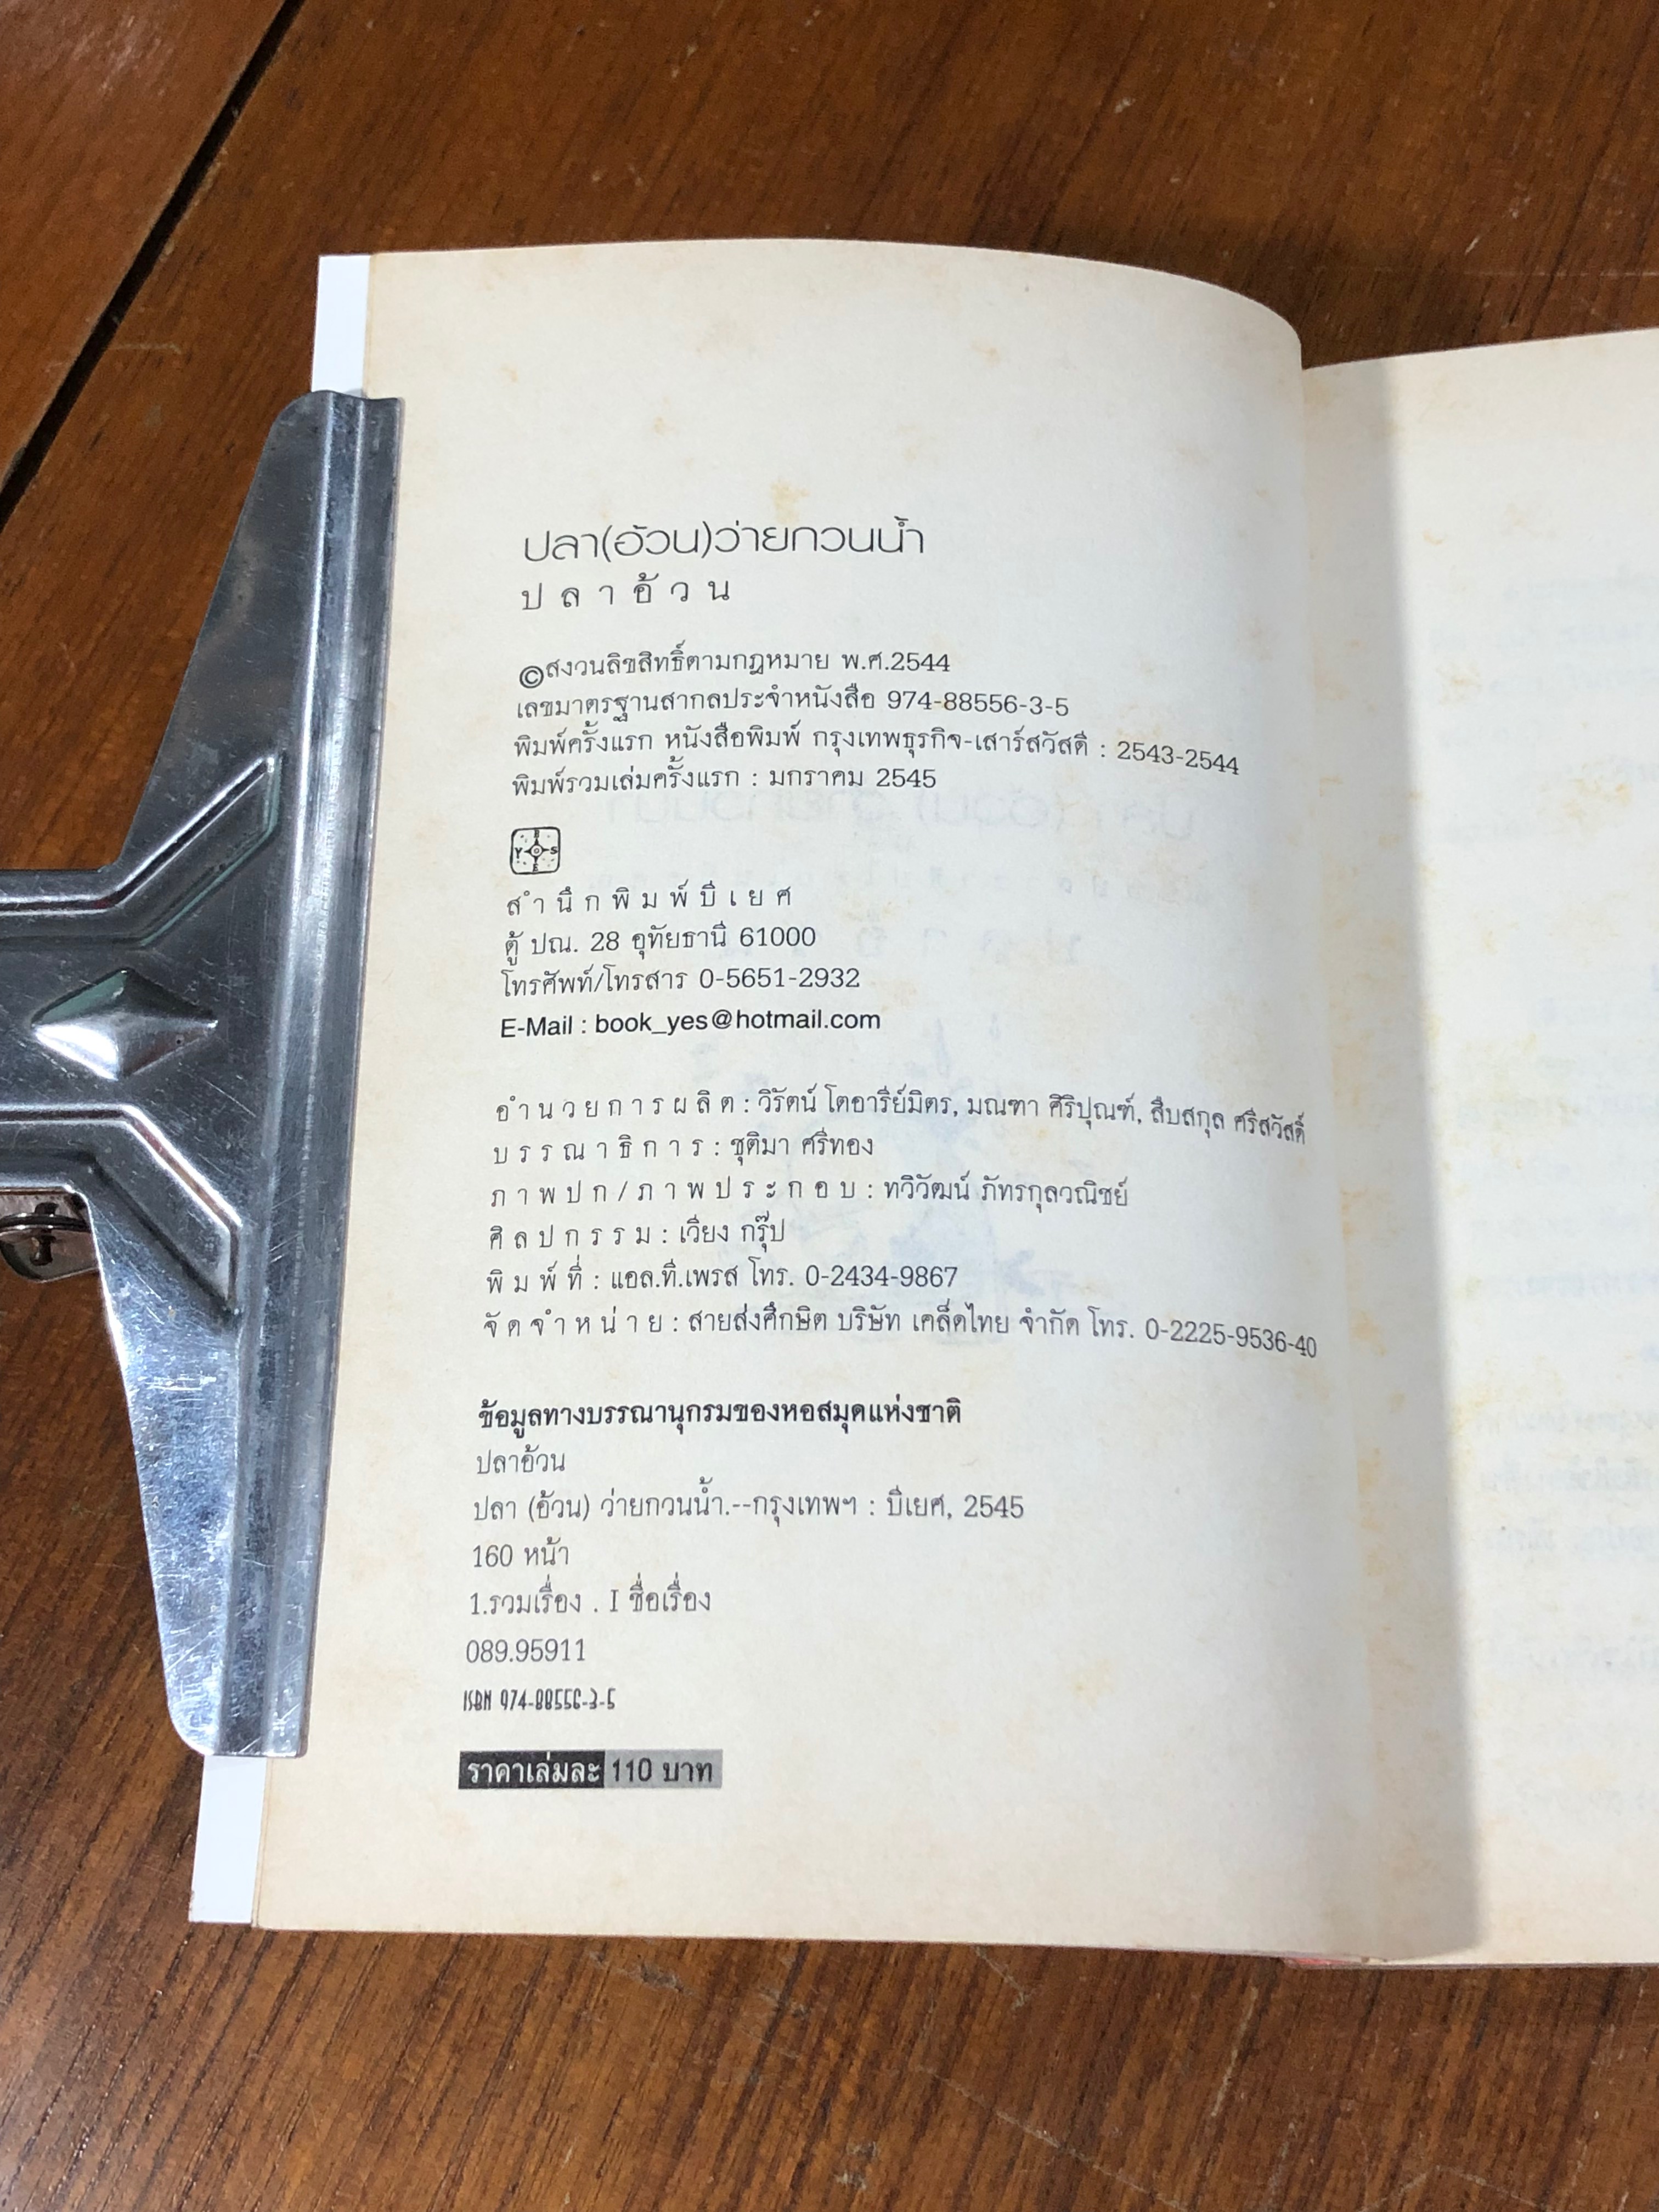 ปลา(อ้วน)ว่ายกวนน้ำ
ปลาอ้วน
©สงวนลิขสิทธิ์ตามกฎหมาย พ.ศ.2544
เลขมาตรฐานสากลประจำหนังสือ 974-88556-3-5
พิมพ์ครั้งแรก หนังสือพิมพ์ กรุงเทพธุรกิจ-เสาร์สวัสดี : 2543-2544
พิมพ์รวมเล่มครั้งแรก : มกราคม 2545
สำนักพิมพ์บีเยศ
ตู้ ปณ. 28 อุทัยธานี 61000
โทรศัพท์/โทรสาร 0-5651-2932
E-Mail : book_yes@hotmail.com
อำนวยการผลิต : วิรัตน์ โตอารีย์มิตร, มณฑา ศิริปุณฑ์, สืบสกุล ศรีสวัสดิ์
บรรณาธิการ : ชุติมา ศรีทอง
ภาพปก/ภาพประกอบ : ทวิวัฒน์ ภัทรกุลวณิชย์
ศิลปกรรม : เวียง กรุ๊ป
พิมพ์ที่ : แอล.ที.เพรส โทร. 0-2434-9867
จัดจำหน่าย : สายส่งศึกษิต บริษัท เคล็ดไทย จำกัด โทร. 0-2225-9536-40
ข้อมูลทางบรรณานุกรมของหอสมุดแห่งชาติ
ปลาอ้วน
ปลา (อ้วน) ว่ายกวนน้ำ.--กรุงเทพฯ : บีเยศ, 2545
160 หน้า
1.รวมเรื่อง . I ชื่อเรื่อง
089.95911
ISBN 974-88556-3-5
ราคาเล่มละ 110 บาท